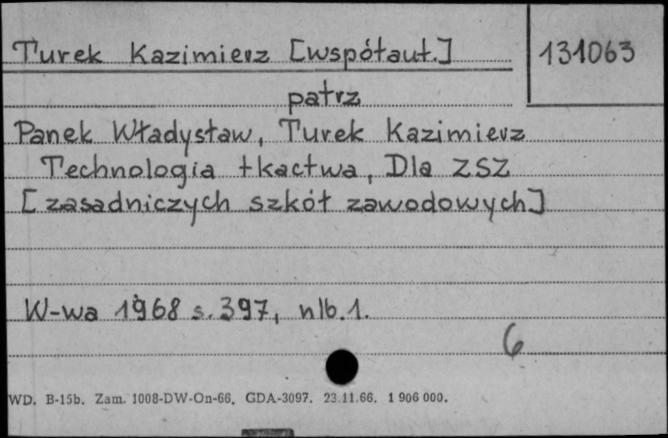 Turek Kazimierz [współaut.]
131063
patrz
Panek Władysław, Turek Kazimierz
Technologia tkactwa, Dla ZSZ
[zasadniczych szkół zawodowych]
W-wa 1968 s. 397, nlb. 1.
6
WD. B-15b. Zam. 1008-DW-On-66. GDA-3097. 23.11.66. 1 906 000.